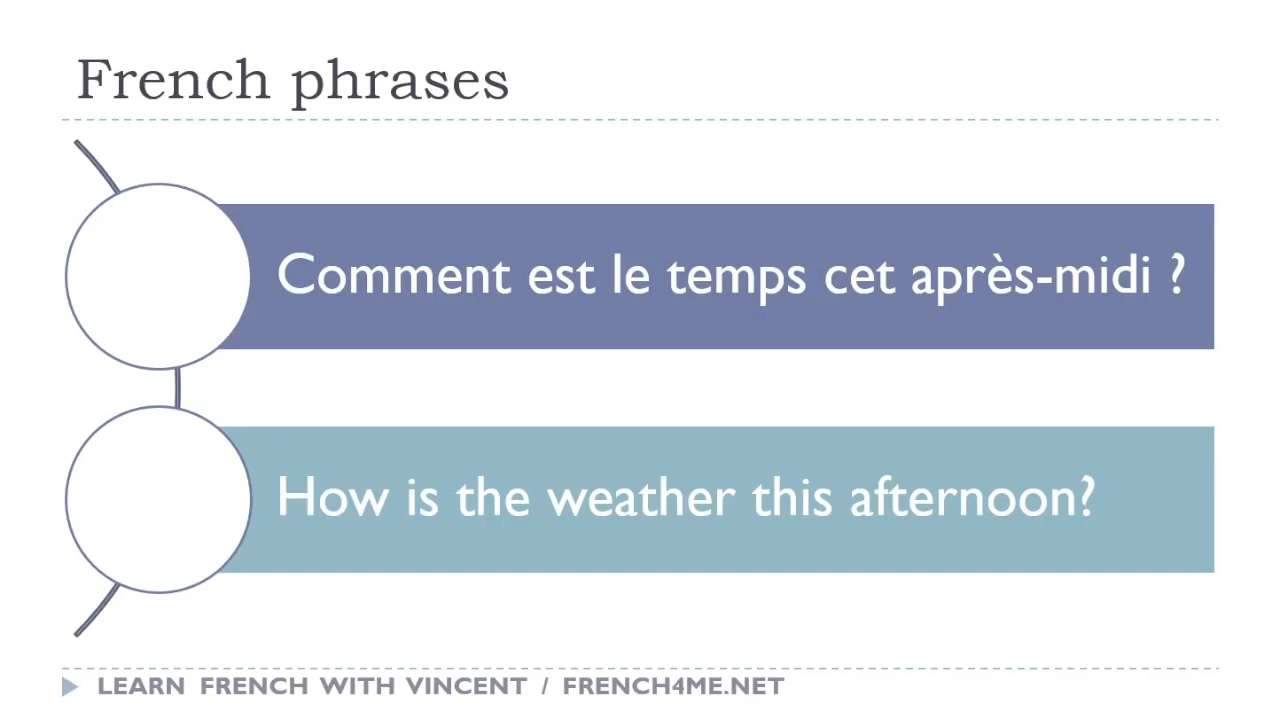 French phrases
Comment est le temps cet après-midi ?
How is the weather this afternoon?
LEARN FRENCH WITH VINCENT / FRENCH4ME.NET